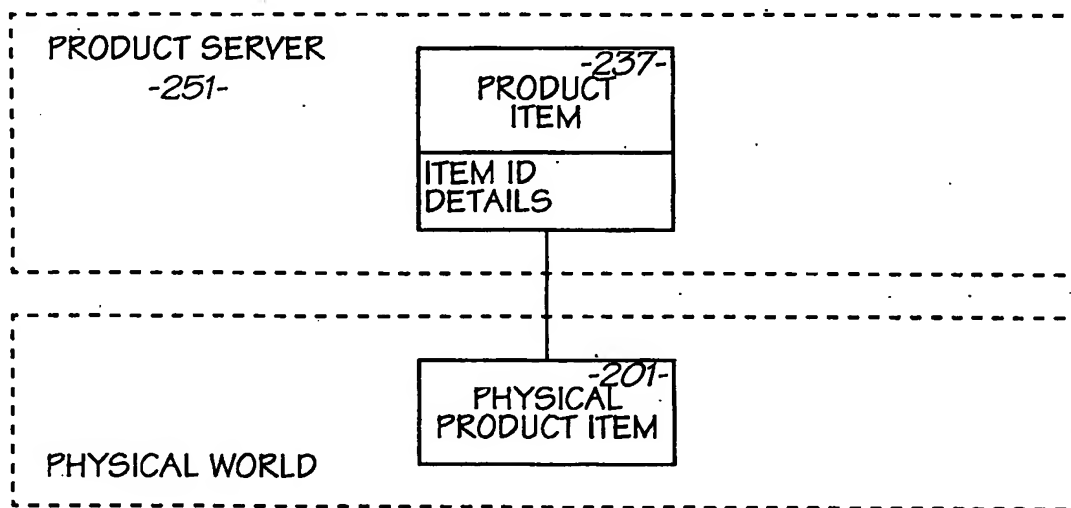 PRODUCT SERVER
-251-
-237-
PRODUCT
ITEM
ITEM ID
DETAILS
-201-
PHYSICAL
PRODUCT ITEM
PHYSICAL WORLD